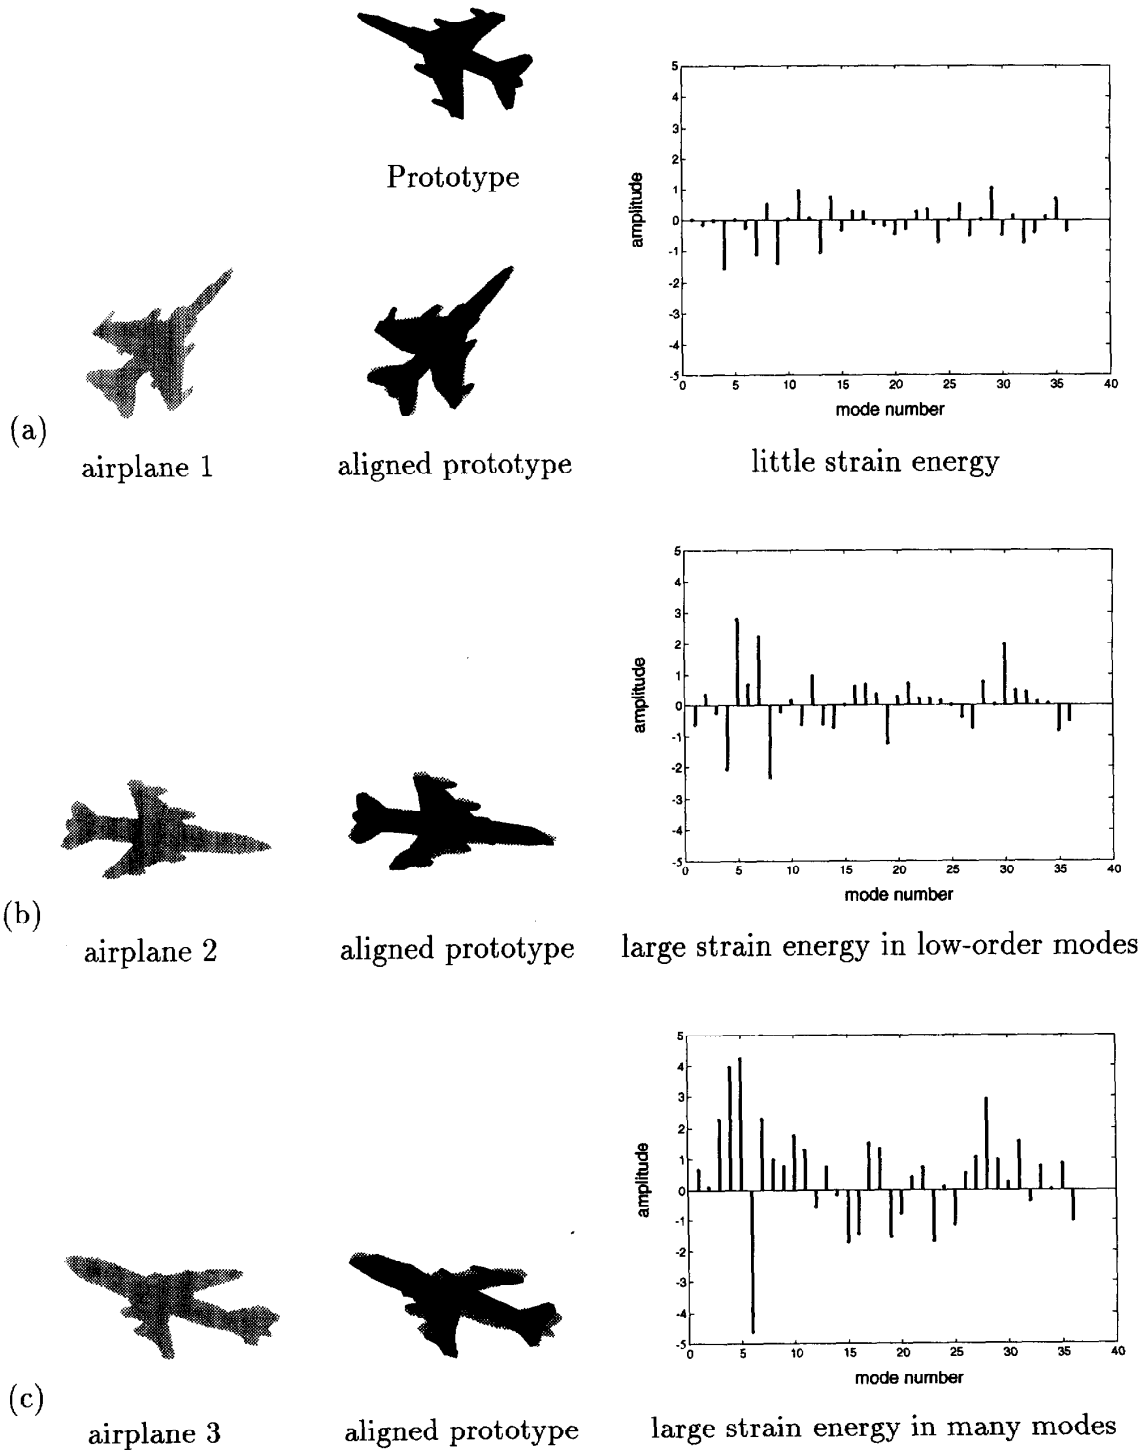 Prototype
5
4
3
2
1
0
-1
-2
-3
-4
-5
amplitude
0 5 10 15 20 25 30 35 40
mode number
(a)
airplane 1 aligned prototype little strain energy
5
4
3
2
1
0
-1
-2
-3
-4
-5
amplitude
0 5 10 15 20 25 30 35 40
mode number
(b)
airplane 2 aligned prototype large strain energy in low-order modes
5
4
3
2
1
0
-1
-2
-3
-4
-5
amplitude
0 5 10 15 20 25 30 35 40
mode number
(c)
airplane 3 aligned prototype large strain energy in many modes